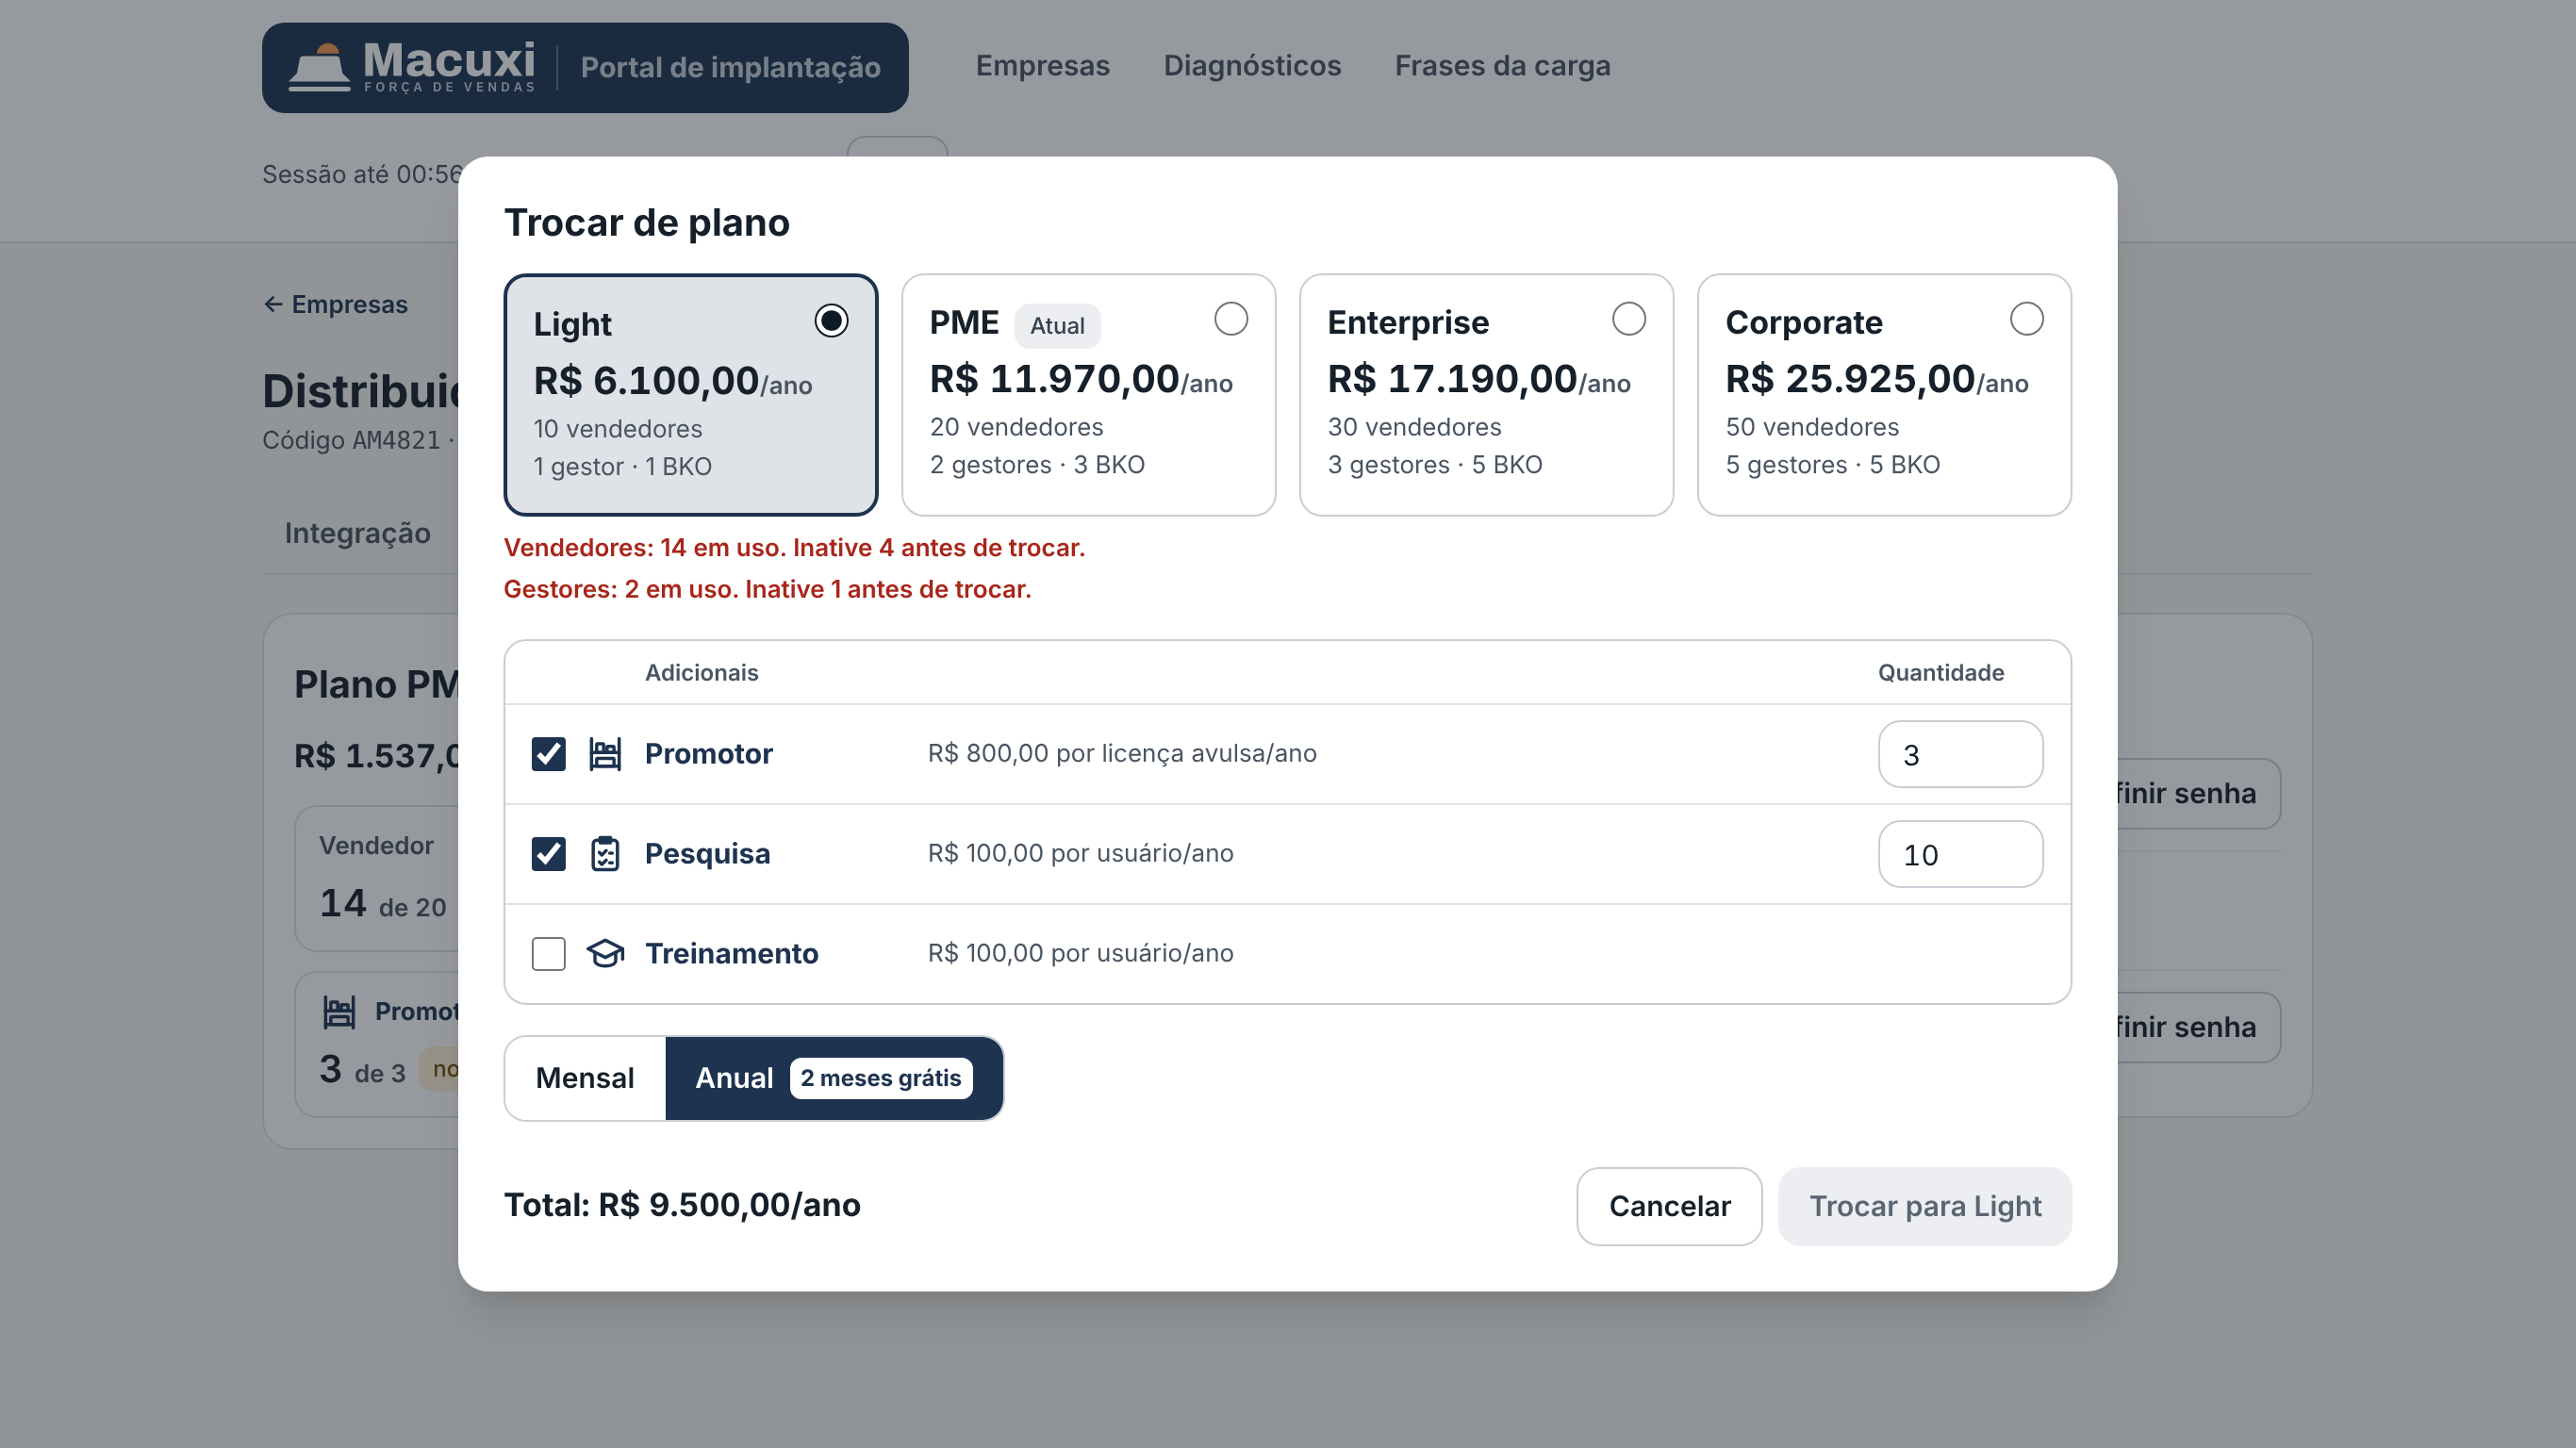 Macuxi
FORÇA DE VENDAS
Portal de implantação
Empresas
Diagnósticos
Frases da carga
Sessão até 00:56
← Empresas
Código AM4821 ·
Integração
Plano
R$ 1.537,0
Vendedor
14 de 20
3 de 3
finir senha
finir senha
Trocar de plano
Light
R$ 6.100,00/ano
10 vendedores
1 gestor · 1 BKO
PME Atual
R$ 11.970,00/ano
20 vendedores
2 gestores · 3 BKO
Enterprise
R$ 17.190,00/ano
30 vendedores
3 gestores · 5 BKO
Corporate
R$ 25.925,00/ano
50 vendedores
5 gestores · 5 BKO
Vendedores: 14 em uso. Inative 4 antes de trocar.
Gestores: 2 em uso. Inative 1 antes de trocar.
Adicionais Quantidade
Promotor R$ 800,00 por licença avulsa/ano 3
Pesquisa R$ 100,00 por usuário/ano 10
Treinamento R$ 100,00 por usuário/ano
Mensal Anual 2 meses grátis
Total: R$ 9.500,00/ano
Cancelar
Trocar para Light